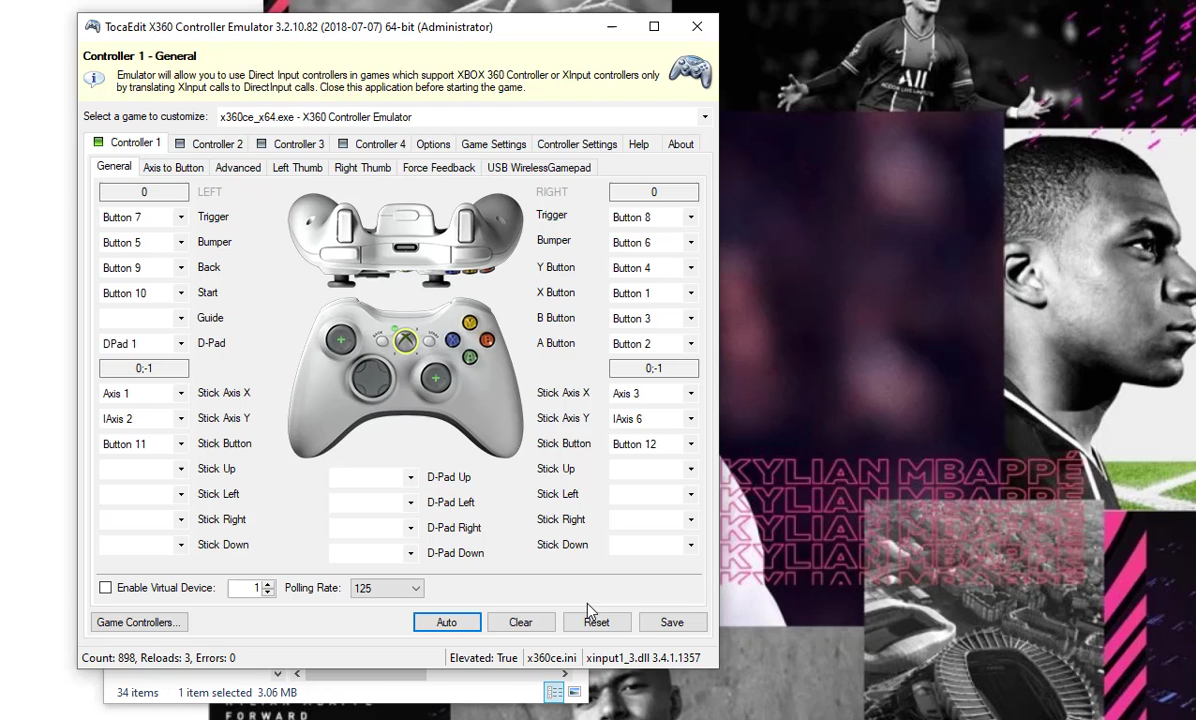 TocaEdit X360 Controller Emulator 3.2.10.82 (2018-07-07) 64-bit (Administrator)
Controller 1 - General
Emulator will allow you to use Direct Input controllers in games which support XBOX 360 Controller or XInput controllers only
by translating XInput calls to DirectInput calls. Close this application before starting the game.
Select a game to customize: x360ce_x64.exe - X360 Controller Emulator
Controller 1 Controller 2 Controller 3 Controller 4 Options Game Settings Controller Settings Help About
General Axis to Button Advanced Left Thumb Right Thumb Force Feedback USB WirelessGamepad
0 LEFT RIGHT 0
Button 7 Trigger Trigger Button 8
Button 5 Bumper Bumper Button 6
Button 9 Back Y Button Button 4
Button 10 Start X Button Button 1
Guide B Button Button 3
DPad 1 D-Pad A Button Button 2
0;-1 0;-1
Axis 1 Stick Axis X Stick Axis X Axis 3
IAxis 2 Stick Axis Y Stick Axis Y IAxis 6
Button 11 Stick Button Stick Button Button 12
Stick Up D-Pad Up Stick Up
Stick Left D-Pad Left Stick Left
Stick Right D-Pad Right Stick Right
Stick Down D-Pad Down Stick Down
Enable Virtual Device: 1 Polling Rate: 125
Game Controllers... Auto Clear Reset Save
Count: 898, Reloads: 3, Errors: 0 Elevated: True x360ce.ini xinput1_3.dll 3.4.1.1357
34 items 1 item selected 3.06 MB
ALL
KYLIAN MBAPPÉ
KYLIAN MBAPPÉ
KYLIAN MBAPPÉ
KYLIAN MBAPPÉ
KYLIAN MBAPPÉ
FORWARD